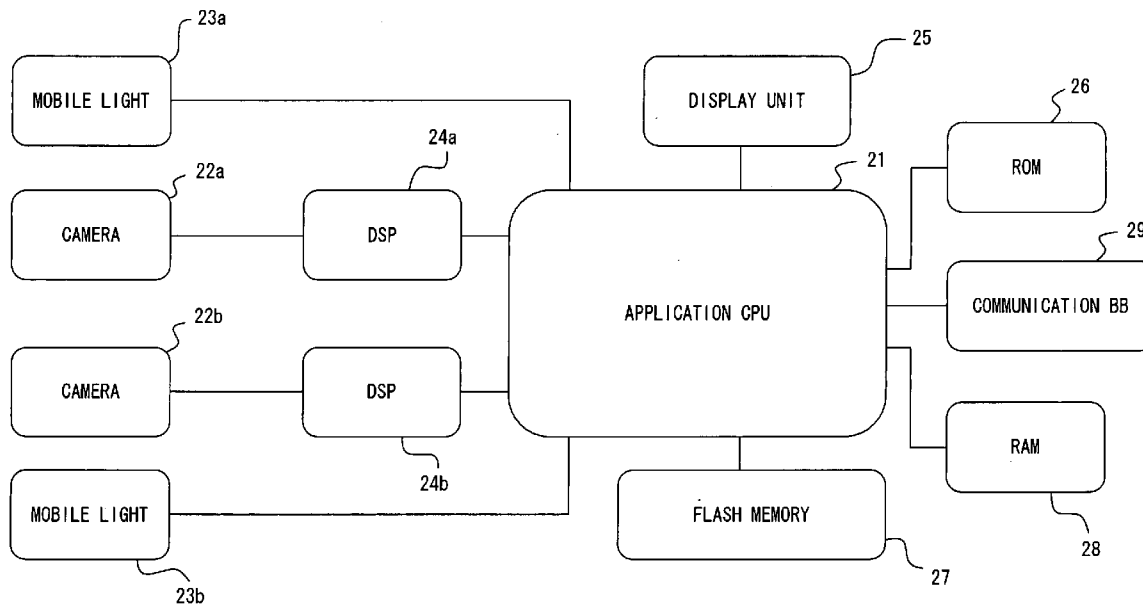 23a
MOBILE LIGHT
25
DISPLAY UNIT
26
ROM
24a
21
22a
CAMERA
DSP
29
APPLICATION CPU
COMMUNICATION BB
22b
CAMERA
DSP
RAM
24b
MOBILE LIGHT
FLASH MEMORY
28
27
23b